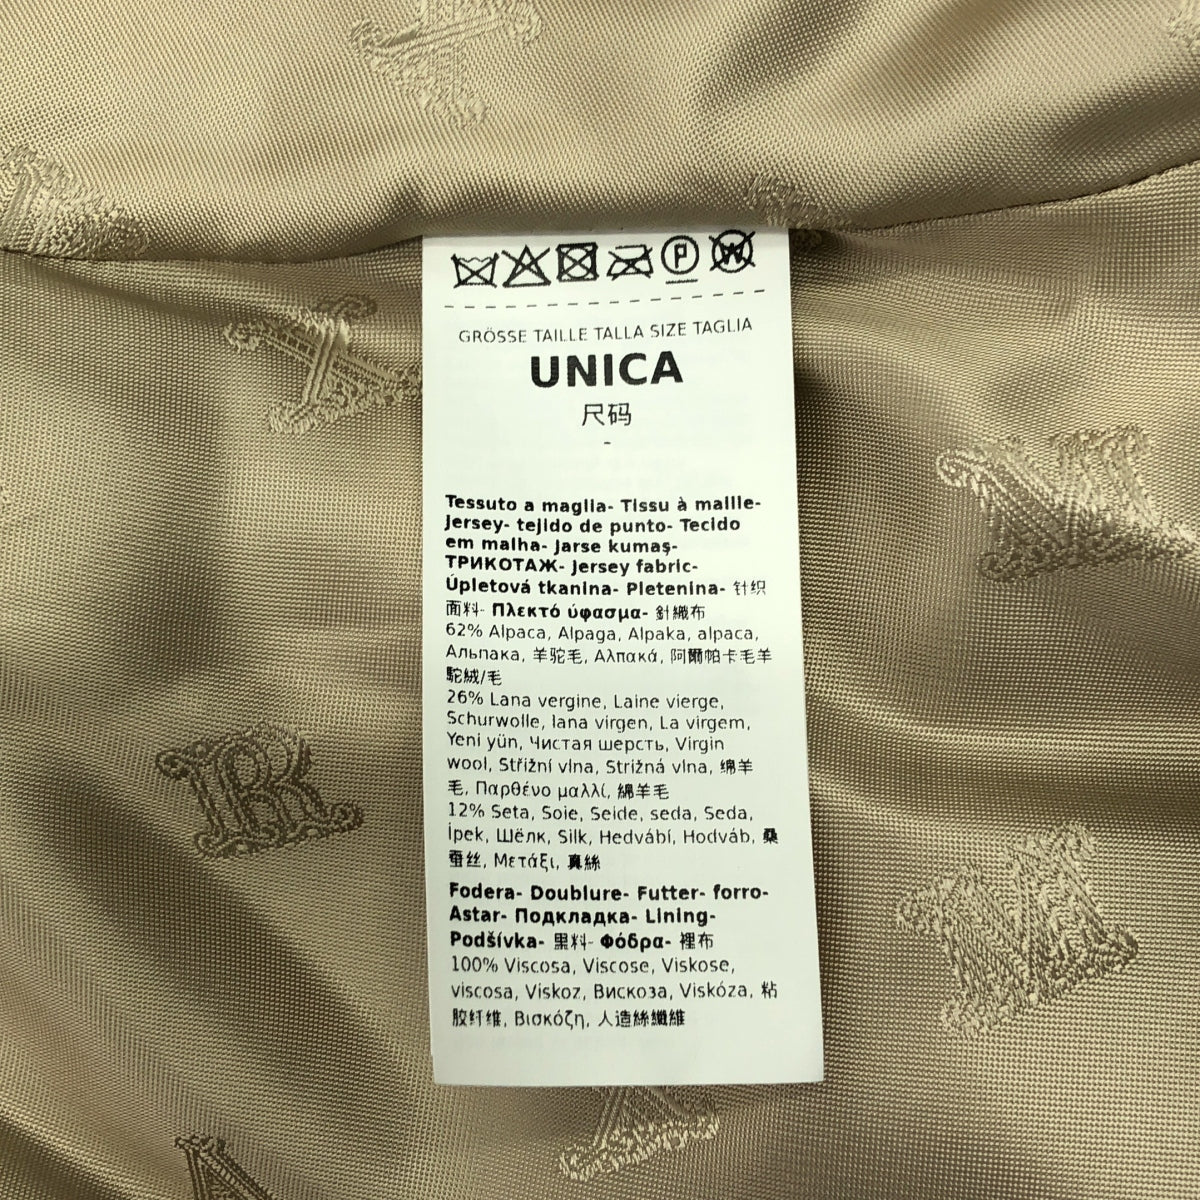 GRÖSSE TAILLE TALLA SIZE TAGLIA
UNICA
尺码
-
Tessuto a maglia- Tissu à maille-
Jersey- tejido de punto- Tecido
em malha- Jarse kumaş-
ТРИКОТАЖ- Jersey fabric-
Úpletová tkanina- Pletenina- 针织
面料- Πλεκτό ύφασμα- 針織布
62% Alpaca, Alpaga, Alpaka, alpaca,
Альпака, 羊驼毛, Αλπακά, 阿爾帕卡毛羊
駝絨/毛
26% Lana vergine, Laine vierge,
Schurwolle, lana virgen, La virgem,
Yeni yün, Чистая шерсть, Virgin
wool, Střižní vlna, Strižná vlna, 绵羊
毛, Παρθένο μαλλί, 綿羊毛
12% Seta, Soie, Seide, seda, Seda,
İpek, Шёлк, Silk, Hedvábí, Hodváb, 桑
蚕丝, Μετάξι, 真絲
Fodera- Doublure- Futter- forro-
Astar- Подкладка- Lining-
Podšívka- 里料- Φόδρα- 裡布
100% Viscosa, Viscose, Viskose,
viscosa, Viskoz, Вискоза, Viskóza, 粘
胶纤维, Βισκόζη, 人造絲纖維